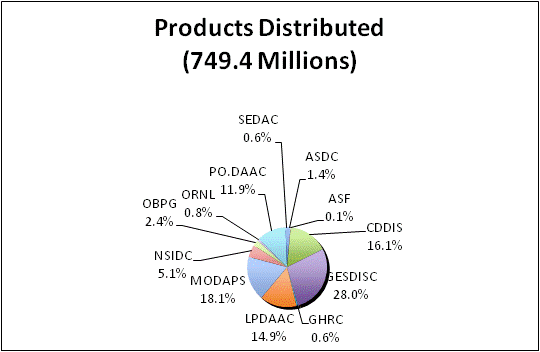 Products Distributed
(749.4 Millions)
SEDAC
0.6%
ASDC
1.4%
ASF
0.1%
CDDIS
16.1%
GESDISC
28.0%
GHRC
0.6%
LPDAAC
14.9%
MODAPS
18.1%
NSIDC
5.1%
OBPG
2.4%
ORNL
0.8%
PO.DAAC
11.9%